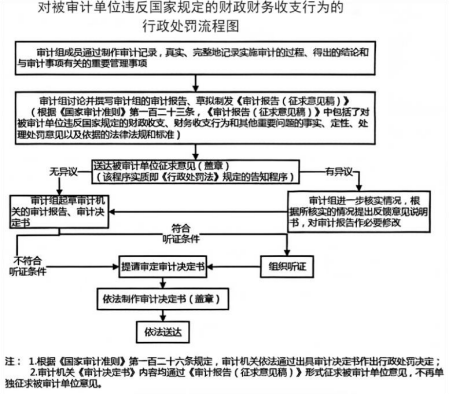 对被审计单位违反国家规定的财政财务收支行为的
行政处罚流程图
审计组成员通过制作审计记录，真实、完整地记录实施审计的过程、得出的结论和
与审计事项有关的重要管理事项
审计组讨论并撰写审计组的审计报告、草拟制发《审计报告（征求意见稿）》
（根据《国家审计准则》第一百二十三条，《审计报告（征求意见稿）》中包括了对
被审计单位违反国家规定的财政收支、财务收支行为和其他重要问题的事实、定性、处
理处罚意见以及依据的法律法规和标准）
送达被审计单位征求意见（盖章）
（该程序实质即《行政处罚法》规定的告知程序）
无异议
有异议
审计组起草审计机
关的审计报告、审计决
定书
审计组进一步核实情况，根
据所核实的情况提出反馈意见说明
书，对审计报告作必要修改
符合
听证条件
不符合
听证条件
提请审定审计决定书
组织听证
依法制作审计决定书（盖章）
依法送达
注： 1.根据《国家审计准则》第一百二十六条规定，审计机关依法通过出具审计决定书作出行政处罚决定；
2.审计机关《审计决定书》内容均通过《审计报告（征求意见稿）》形式征求被审计单位意见，不再单
独征求被审计单位意见。